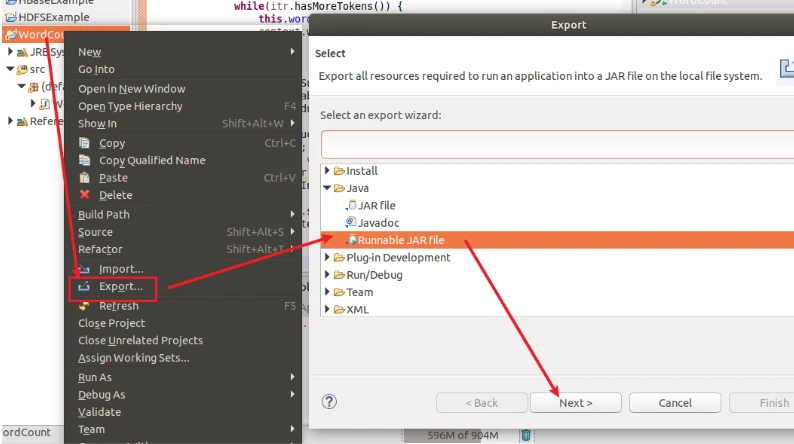 HBaseExample
HDFSExample
WordCou
JRE Sys
src
(defa
W
Refere
while(itr.hasMoreTokens()) {
this.word
context.w
WordCount
New
Go Into
Open in New Window
Open Type Hierarchy F4
Show In Shift+Alt+W
Copy Ctrl+C
Copy Qualified Name
Paste Ctrl+V
Delete
Build Path
Source Shift+Alt+S
Refactor Shift+Alt+T
Import...
Export...
Refresh F5
Close Project
Close Unrelated Projects
Assign Working Sets...
Run As
Debug As
Validate
Team
Export
Select
Export all resources required to run an application into a JAR file on the local file system.
Select an export wizard:
Install
Java
JAR file
Javadoc
Runnable JAR file
Plug-in Development
Run/Debug
Team
XML
< Back Next > Cancel Finish
ordCount
596M of 904M